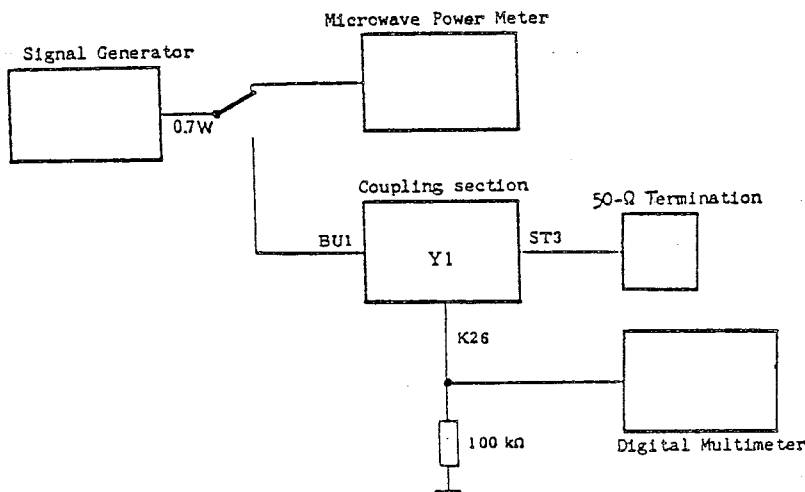 Microwave Power Meter
Signal Generator
0.7W
Coupling section
50-Ω Termination
BU1
ST3
Y1
K26
100 kΩ
Digital Multimeter